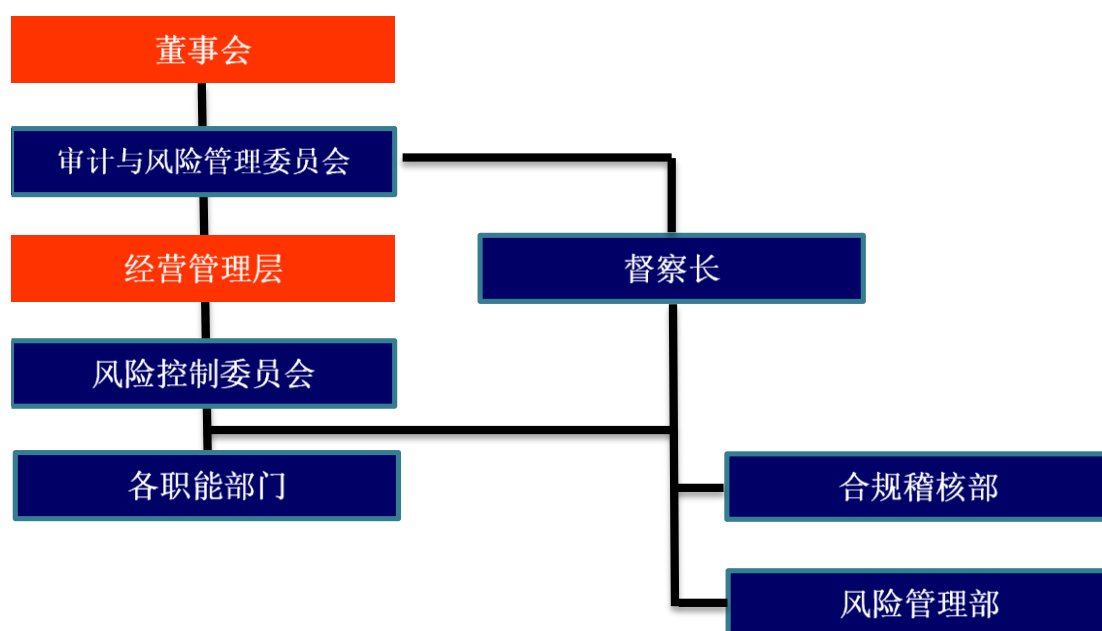 董事会
审计与风险管理委员会
经营管理层
督察长
风险控制委员会
各职能部门
合规稽核部
风险管理部